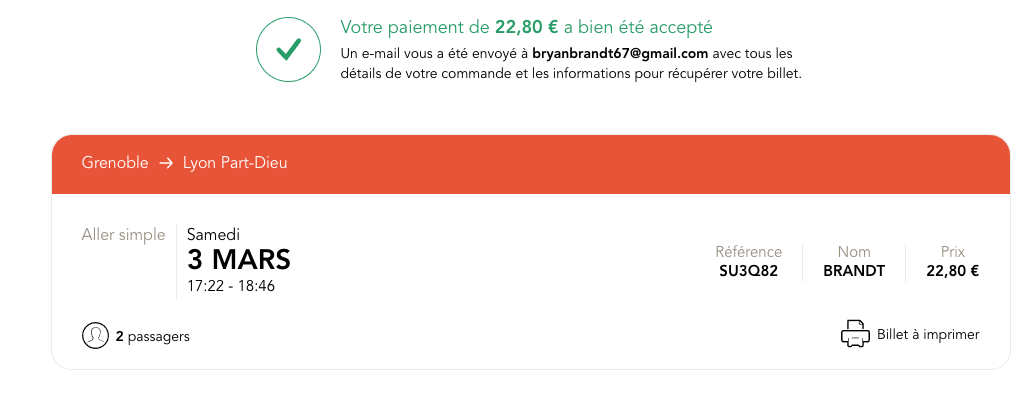 Votre paiement de 22,80 € a bien été accepté
Un e-mail vous a été envoyé à bryanbrandt67@gmail.com avec tous les
détails de votre commande et les informations pour récupérer votre billet.
Grenoble → Lyon Part-Dieu
Aller simple
Samedi
3 MARS
17:22 - 18:46
Référence
SU3Q82
Nom
BRANDT
Prix
22,80 €
2 passagers
Billet à imprimer